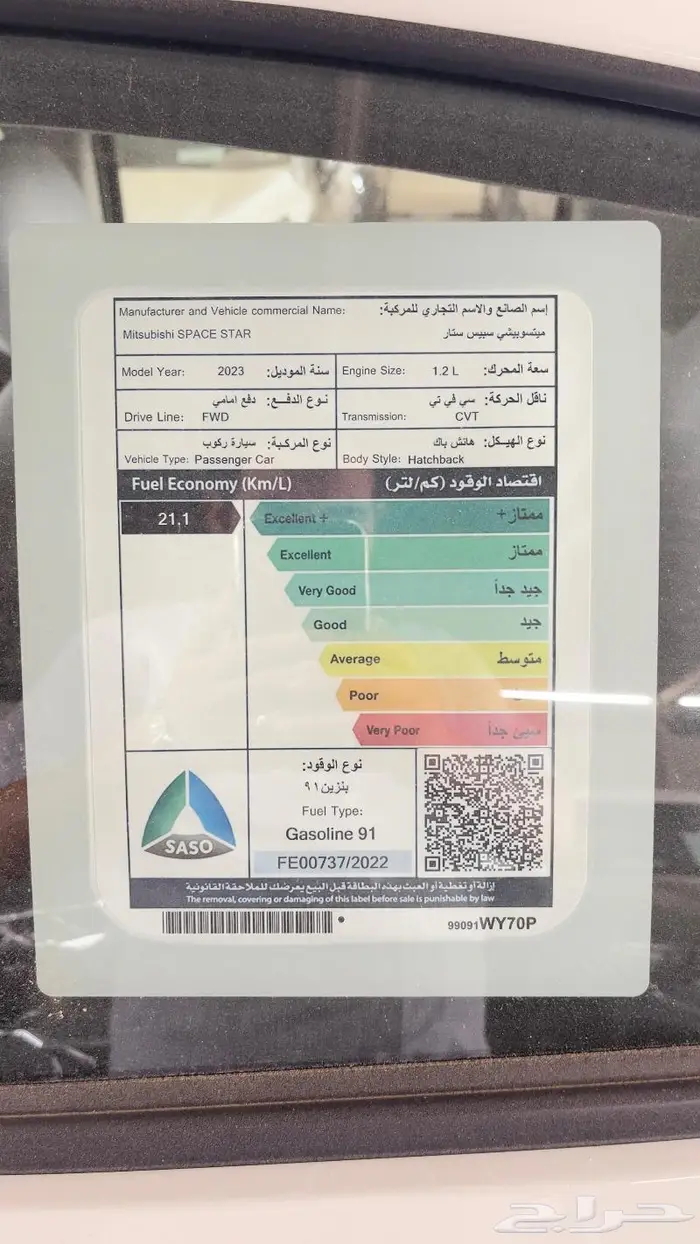 Manufacturer and Vehicle commercial Name: إسم الصانع والاسم التجاري للمركبة:
Mitsubishi SPACE STAR ميتسوبيشي سبيس ستار
Model Year: 2023 سنة الموديل: Engine Size: 1.2 L سعة المحرك:
نوع الدفع: دفع امامي ناقل الحركة: سي في تي
Drive Line: FWD Transmission: CVT
نوع المركبة: سيارة ركوب نوع الهيكل: هاتش باك
Vehicle Type: Passenger Car Body Style: Hatchback
Fuel Economy (Km/L) اقتصاد الوقود (كم/لتر)
21.1 Excellent + ممتاز+
Excellent ممتاز
Very Good جيد جداً
Good جيد
Average متوسط
Poor
Very Poor سيئ جداً
نوع الوقود:
بنزين ٩١
Fuel Type:
Gasoline 91
SASO
FE00737/2022
إزالة أو تغطية أو العبث بهذه البطاقة قبل البيع يعرضك للملاحقة القانونية
The removal, covering or damaging of this label before sale is punishable by law
99091WY70P
حراج